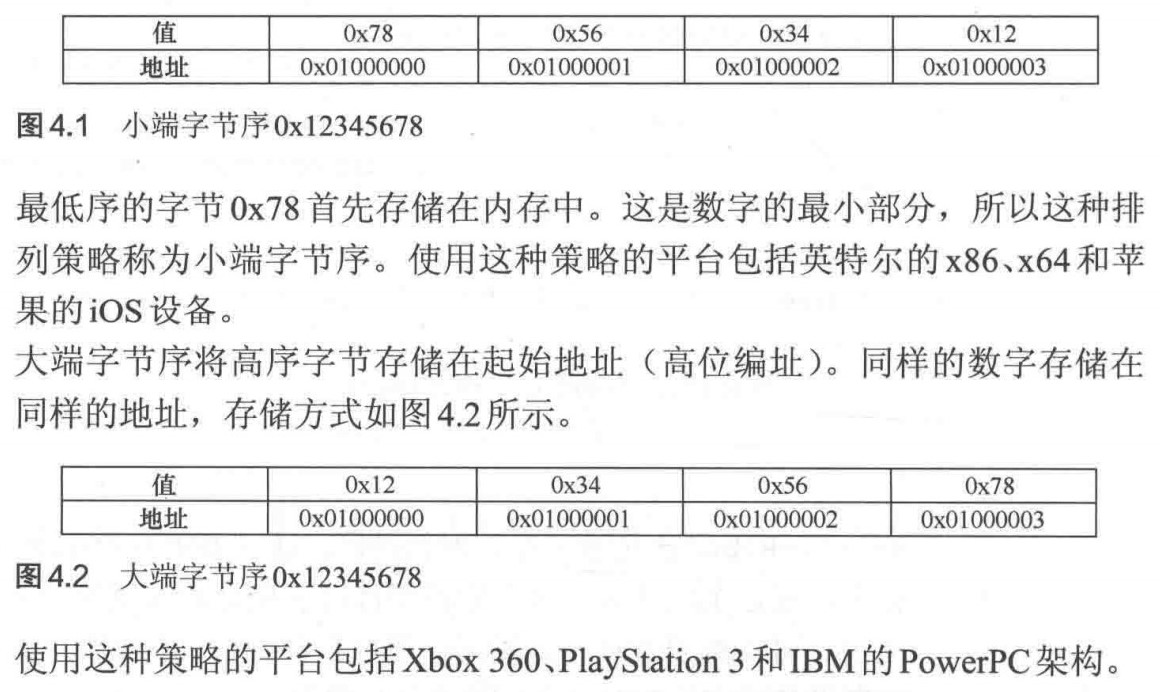 值 0x78 0x56 0x34 0x12
地址 0x01000000 0x01000001 0x01000002 0x01000003
图4.1 小端字节序0x12345678
最低序的字节0x78首先存储在内存中。这是数字的最小部分，所以这种排
列策略称为小端字节序。使用这种策略的平台包括英特尔的x86、x64和苹
果的iOS设备。
大端字节序将高序字节存储在起始地址（高位编址）。同样的数字存储在
同样的地址，存储方式如图4.2所示。
值 0x12 0x34 0x56 0x78
地址 0x01000000 0x01000001 0x01000002 0x01000003
图4.2 大端字节序0x12345678
使用这种策略的平台包括Xbox 360、PlayStation 3和IBM的PowerPC架构。